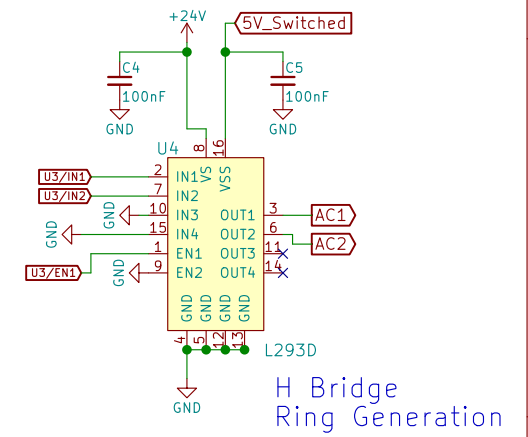 +24V
5V_Switched
C4
100nF
GND
C5
100nF
GND
U4
8
16
VS
VSS
U3/IN1
2
IN1
U3/IN2
7
IN2
GND
10
IN3
OUT1
3
AC1
GND
15
IN4
OUT2
6
AC2
U3/EN1
1
EN1
OUT3
11
GND
9
EN2
OUT4
14
GND
GND
GND
GND
4
5
12
13
L293D
GND
H Bridge
Ring Generation